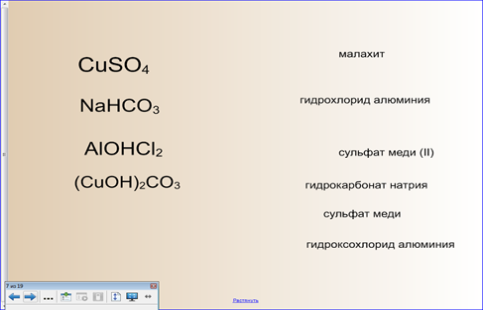 малахит
CuSO₄
NaHCO₃
гидрохлорид алюминия
AlOHCl₂
сульфат меди (II)
(CuOH)₂CO₃
гидрокарбонат натрия
сульфат меди
гидроксохлорид алюминия
7 из 19
Растянуть